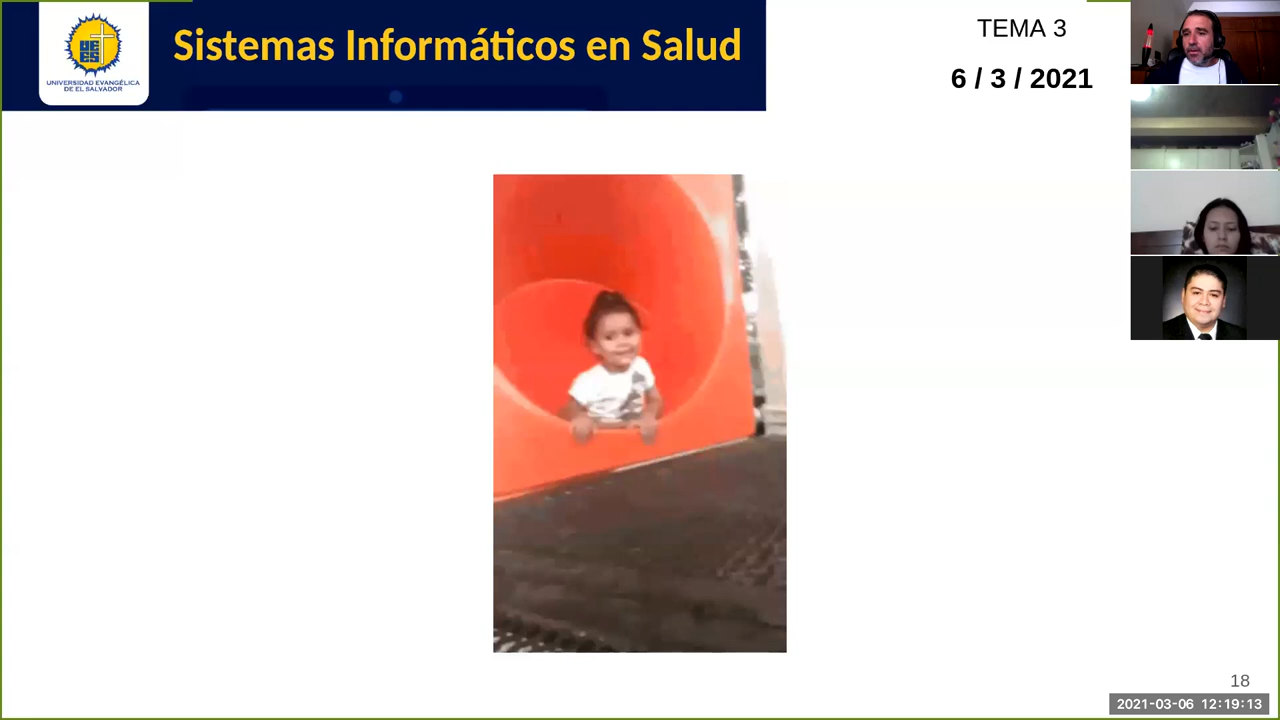 Sistemas Informáticos en Salud
UNIVERSIDAD EVANGÉLICA
DE EL SALVADOR
TEMA 3
6 / 3 / 2021
18
2021-03-06 12:19:13